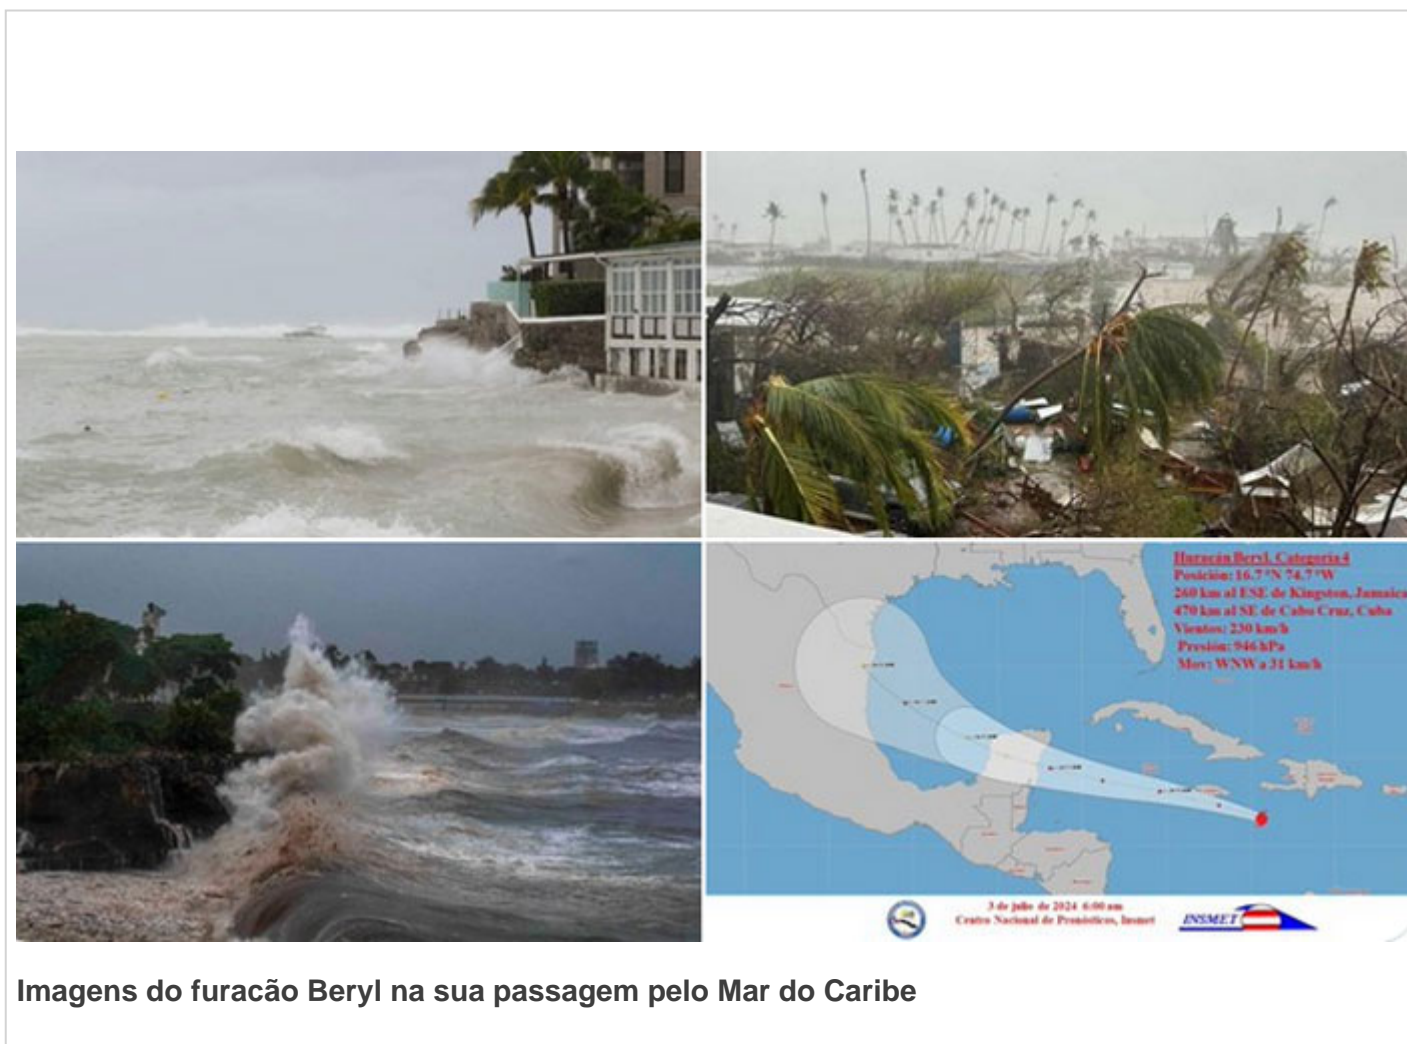 Huracán Beryl. Categoría 4
Posición: 16.7 °N 74.7 °W
260 km al ESE de Kingston, Jamaica
470 km al SE de Cabo Cruz, Cuba
Vientos: 230 km/h
Presión: 946 hPa
Mov: WNW a 31 km/h
3 de julio de 2024 6:00 am
Centro Nacional de Pronósticos, Insmet
INSMET
Imagens do furacão Beryl na sua passagem pelo Mar do Caribe